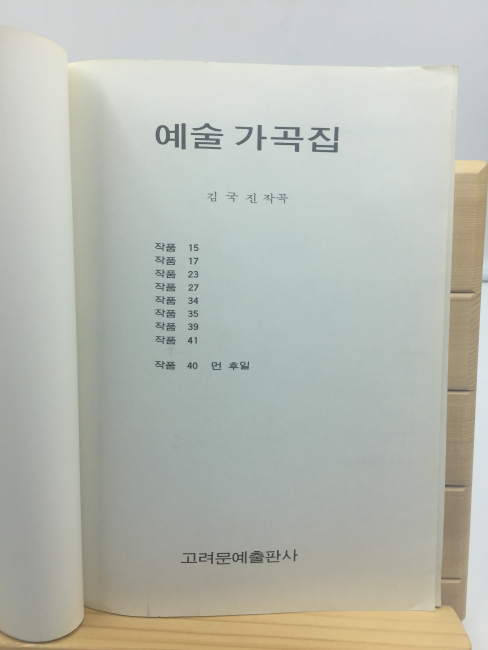 예술 가곡집
김 국 진 작곡
작품 15
작품 17
작품 23
작품 27
작품 34
작품 35
작품 39
작품 41
작품 40 먼 후일
고려문예출판사